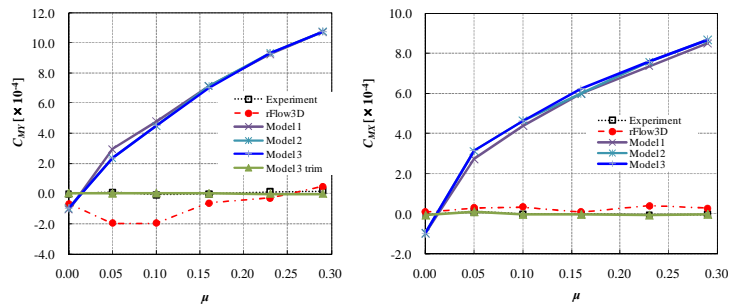 12.0
10.0
8.0
6.0
4.0
2.0
0.0
-2.0
-4.0
C_MY [× 10⁻⁴]
Experiment
rFlow3D
Model1
Model2
Model3
Model3 trim
0.00 0.05 0.10 0.15 0.20 0.25 0.30
μ
10.0
8.0
6.0
4.0
2.0
0.0
-2.0
C_MX [× 10⁻⁴]
Experiment
rFlow3D
Model1
Model2
Model3
0.00 0.05 0.10 0.15 0.20 0.25 0.30
μ